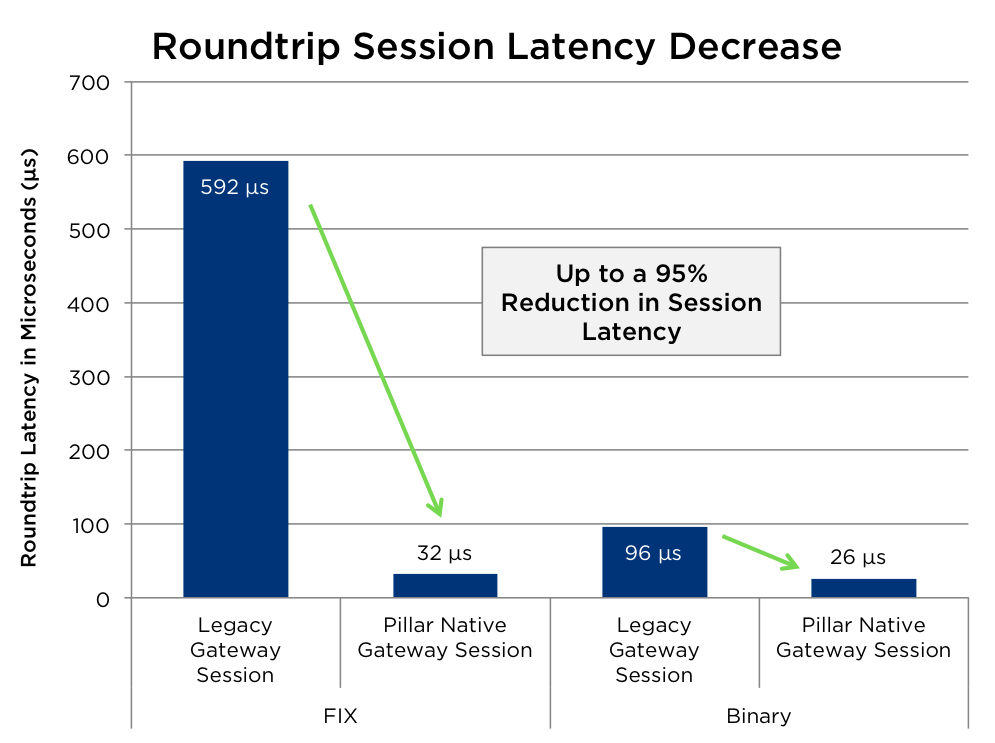 Roundtrip Session Latency Decrease
Roundtrip Latency in Microseconds (µs)
700
600
500
400
300
200
100
0
592 µs
32 µs
96 µs
26 µs
Up to a 95%
Reduction in Session
Latency
Legacy
Gateway
Session
Pillar Native
Gateway Session
Legacy
Gateway
Session
Pillar Native
Gateway Session
FIX
Binary